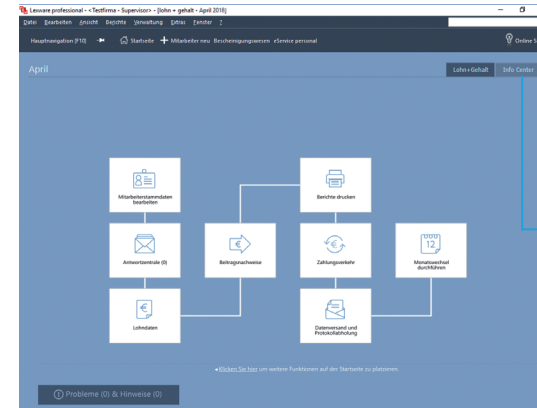 Lexware professional - <Testfirma - Supervisor> - [lohn + gehalt - April 2018]
Datei Bearbeiten Ansicht Berichte Verwaltung Extras Fenster ?
Hauptnavigation [F10] Startseite Mitarbeiter neu Bescheinigungswesen eService personal Online S
April
Lohn+Gehalt Info Center
Mitarbeiterstammdaten
bearbeiten
Berichte drucken
Antwortzentrale (0)
Beitragsnachweise
Zahlungsverkehr
12
Monatswechsel
durchführen
Lohndaten
Datenversand und
Protokollabholung
Klicken Sie hier um weitere Funktionen auf der Startseite zu platzieren
Probleme (0) & Hinweise (0)